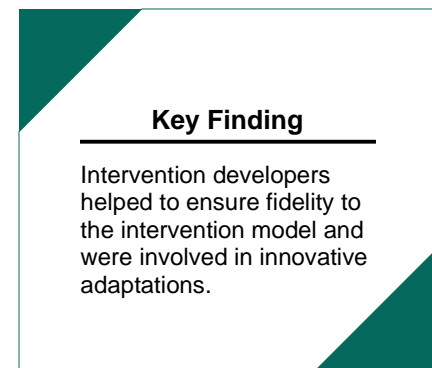 Key Finding
Intervention developers
helped to ensure fidelity to
the intervention model and
were involved in innovative
adaptations.